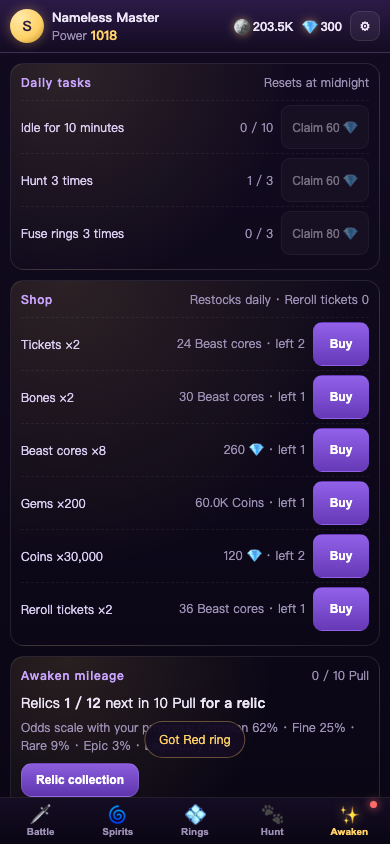 S
Nameless Master
Power 1018
203.5K
300
Daily tasks
Resets at midnight
Idle for 10 minutes
0 / 10
Claim 60
Hunt 3 times
1 / 3
Claim 60
Fuse rings 3 times
0 / 3
Claim 80
Shop
Restocks daily · Reroll tickets 0
Tickets ×2
24 Beast cores · left 2
Buy
Bones ×2
30 Beast cores · left 1
Buy
Beast cores ×8
260 💎 · left 1
Buy
Gems ×200
60.0K Coins · left 1
Buy
Coins ×30,000
120 💎 · left 2
Buy
Reroll tickets ×2
36 Beast cores · left 1
Buy
Awaken mileage
0 / 10 Pull
Relics 1 / 12 next in 10 Pull for a relic
Odds scale with your 62% · Fine 25% ·
Rare 9% · Epic 3% ·
Got Red ring
Relic collection
Battle
Spirits
Rings
Hunt
Awaken